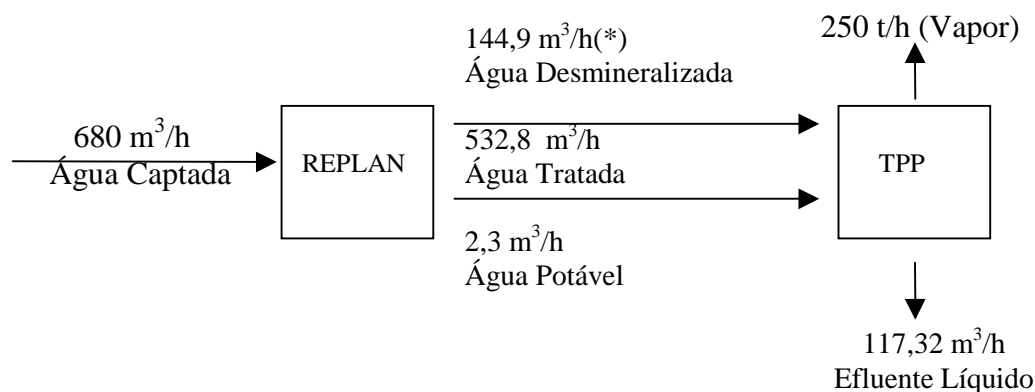 680 m³/h
Água Captada
REPLAN
144,9 m³/h(*)
Água Desmineralizada
532,8 m³/h
Água Tratada
2,3 m³/h
Água Potável
250 t/h (Vapor)
TPP
117,32 m³/h
Efluente Líquido